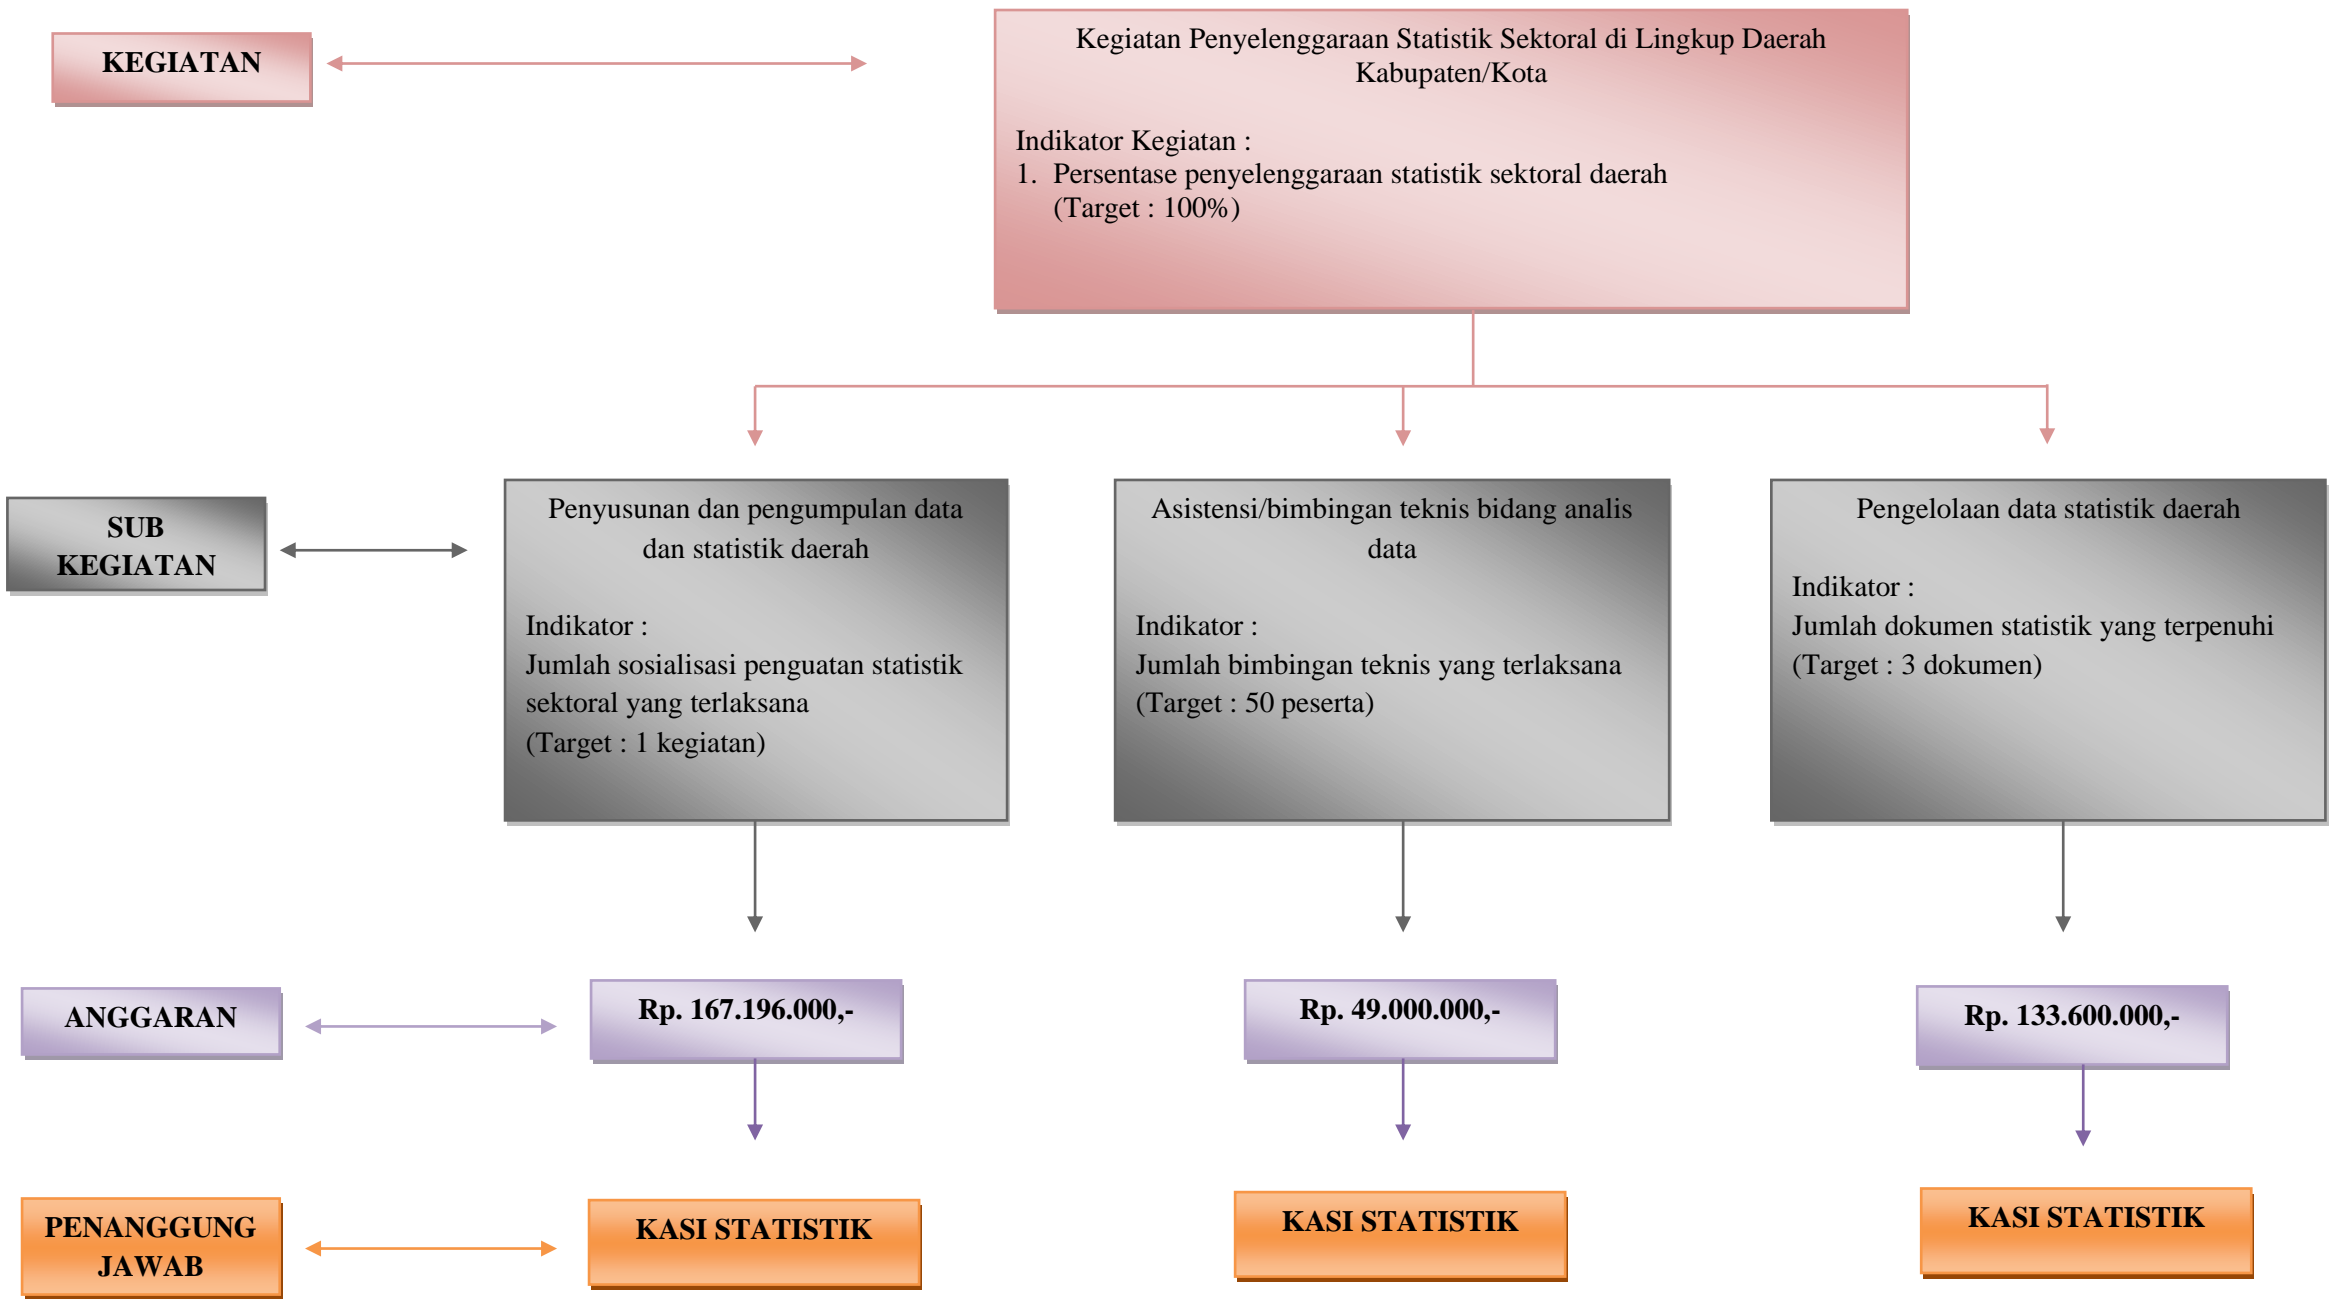 KEGIATAN
Kegiatan Penyelenggaraan Statistik Sektoral di Lingkup Daerah
Kabupaten/Kota
Indikator Kegiatan :
1. Persentase penyelenggaraan statistik sektoral daerah
(Target : 100%)
SUB
KEGIATAN
Penyusunan dan pengumpulan data
dan statistik daerah
Indikator :
Jumlah sosialisasi penguatan statistik
sektoral yang terlaksana
(Target : 1 kegiatan)
Asistensi/bimbingan teknis bidang analis
data
Indikator :
Jumlah bimbingan teknis yang terlaksana
(Target : 50 peserta)
Pengelolaan data statistik daerah
Indikator :
Jumlah dokumen statistik yang terpenuhi
(Target : 3 dokumen)
ANGGARAN
Rp. 167.196.000,-
Rp. 49.000.000,-
Rp. 133.600.000,-
PENANGGUNG
JAWAB
KASI STATISTIK
KASI STATISTIK
KASI STATISTIK